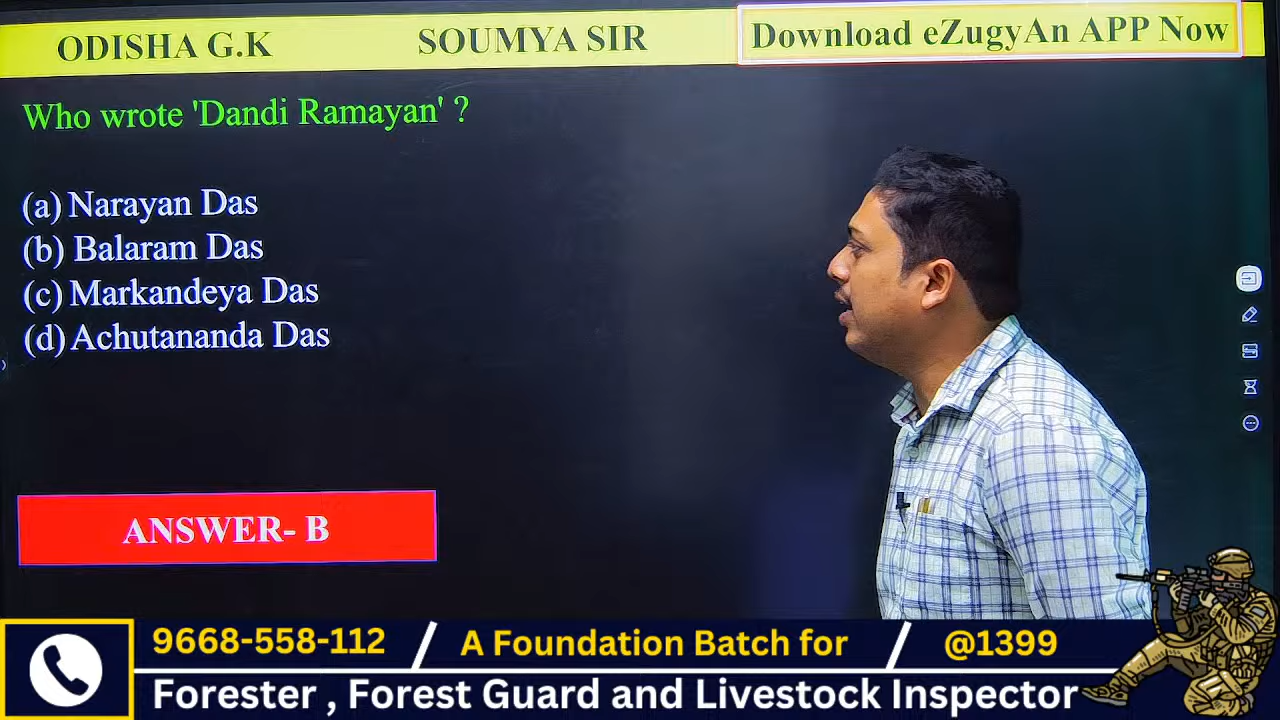 ODISHA G.K SOUMYA SIR Download eZugyAn APP Now
Who wrote 'Dandi Ramayan' ?
(a) Narayan Das
(b) Balaram Das
(c) Markandeya Das
(d) Achutananda Das
ANSWER- B
9668-558-112 / A Foundation Batch for / @1399
Forester , Forest Guard and Livestock Inspector